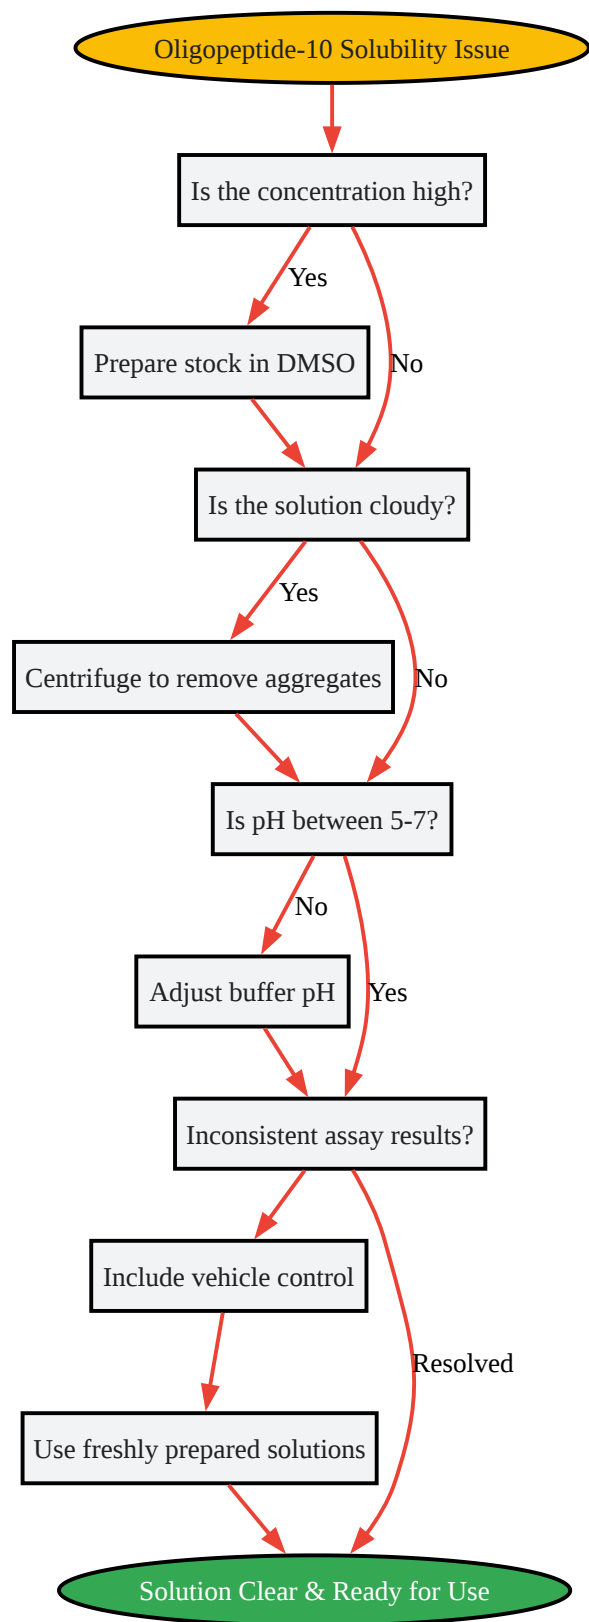 Oligopeptide-10 Solubility Issue
Is the concentration high?
Yes
Prepare stock in DMSO
No
Is the solution cloudy?
Yes
Centrifuge to remove aggregates
No
Is pH between 5-7?
No
Adjust buffer pH
Yes
Inconsistent assay results?
Include vehicle control
Resolved
Use freshly prepared solutions
Solution Clear & Ready for Use